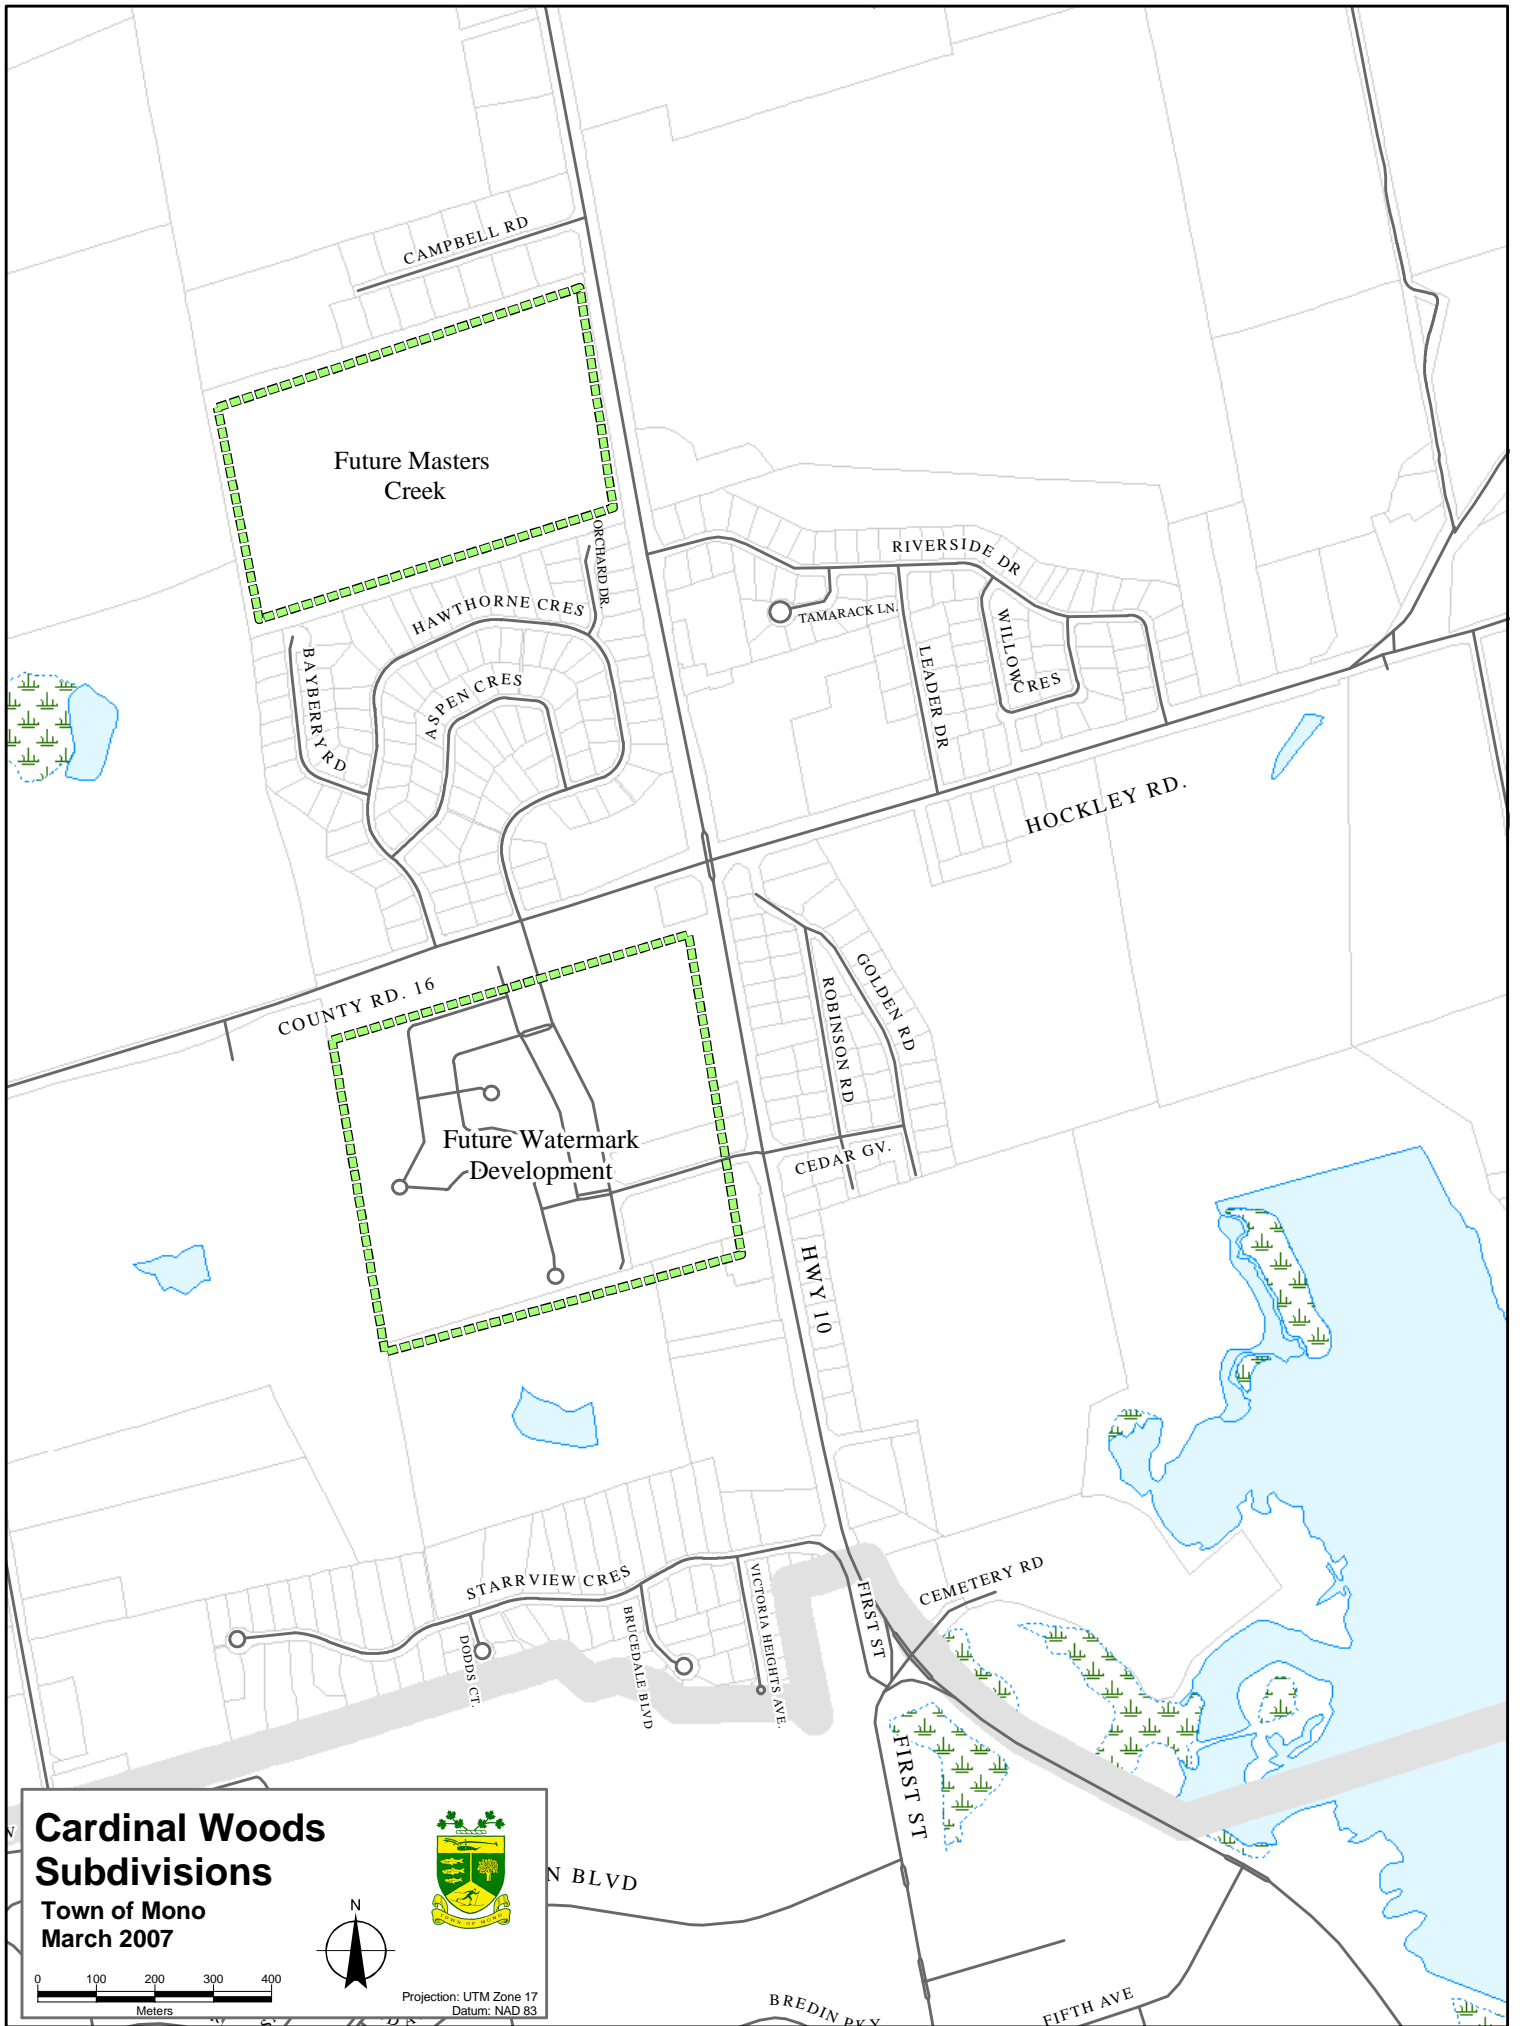 CAMPBELL RD
Future Masters
Creek
ORCHARD DR.
HAWTHORNE CRES
RIVERSIDE DR
TAMARACK LN.
WILLOW
CRES
BAYBERRY RD
ASPEN CRES
LEADER DR
HOCKLEY RD.
COUNTY RD. 16
GOLDEN RD
ROBINSON RD
Future Watermark
Development
CEDAR GV.
HWY 10
STARRVIEW CRES
VICTORIA HEIGHTS AVE.
FIRST ST
CEMETERY RD
BRUCEDALE BLVD
DODDS CT.
FIRST ST
N BLVD
BREDIN PKY
FIFTH AVE
Cardinal Woods
Subdivisions
Town of Mono
March 2007
TOWN OF MONO
N
0 100 200 300 400
Meters
Projection: UTM Zone 17
Datum: NAD 83